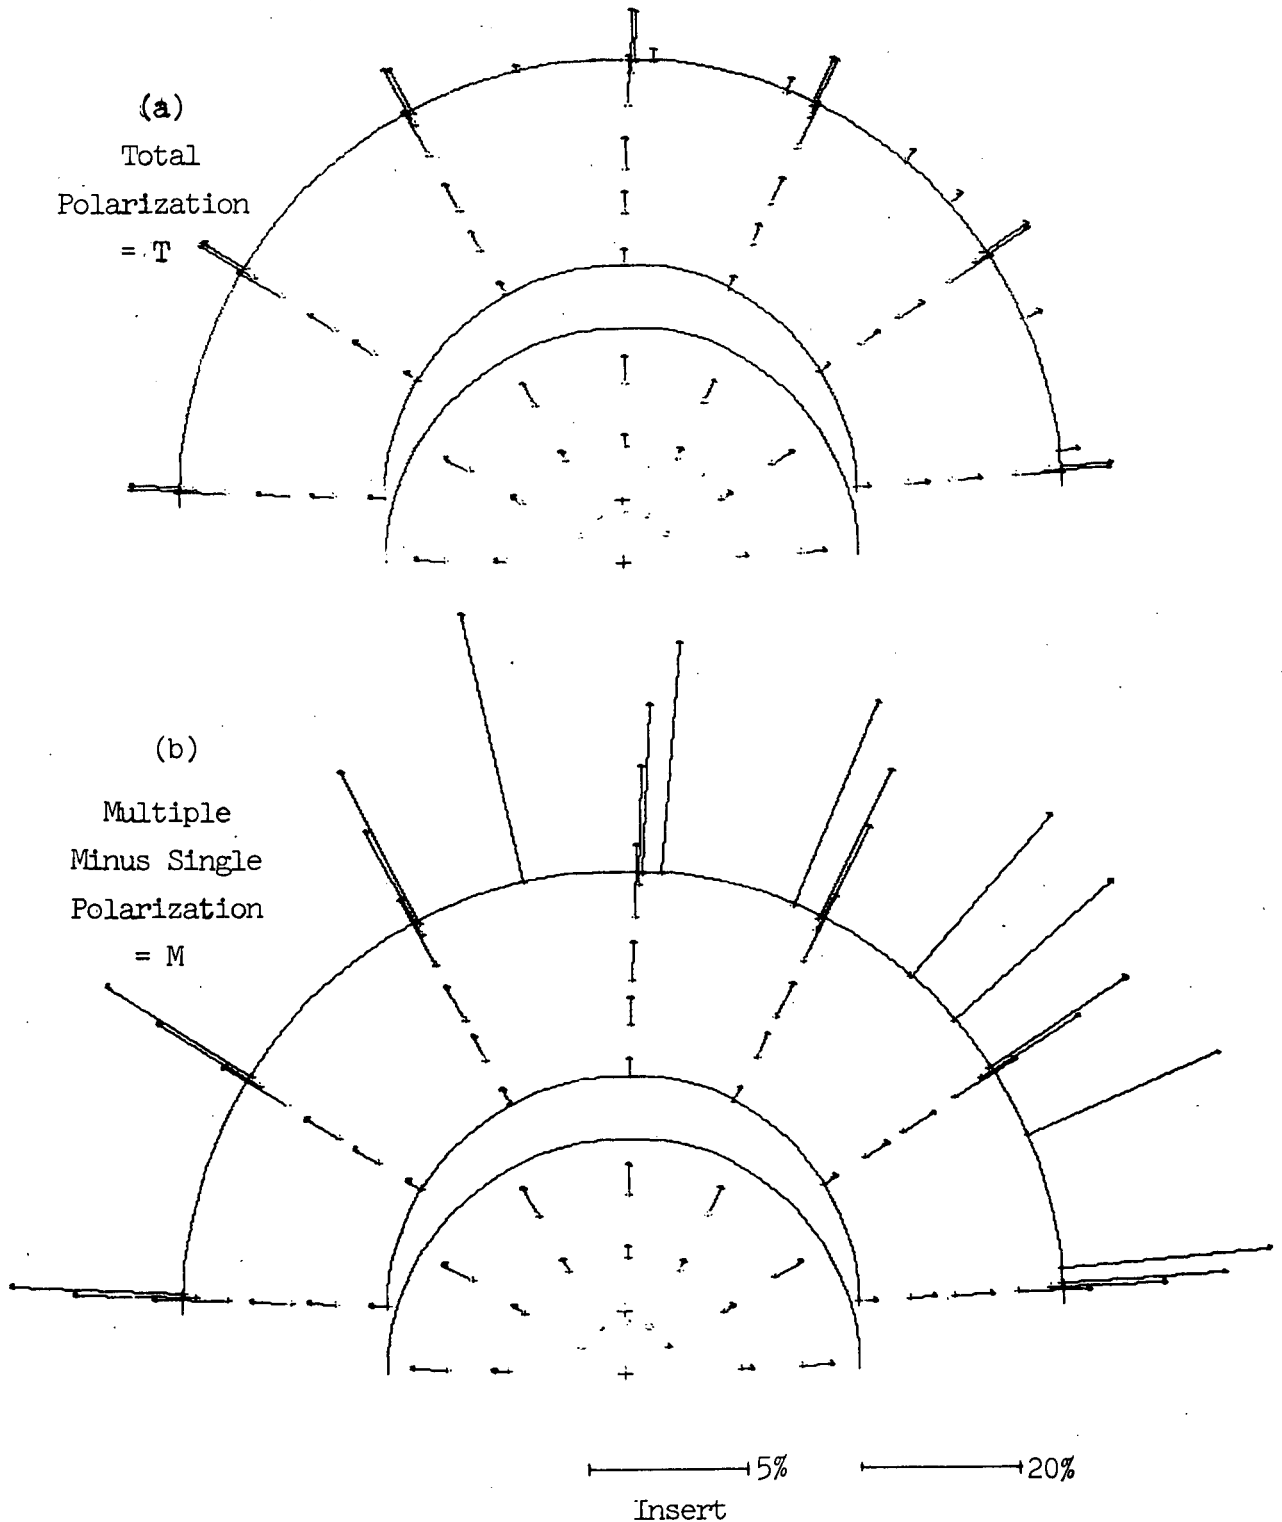 (a)
Total
Polarization
= T
(b)
Multiple
Minus Single
Polarization
= M
5%
20%
Insert